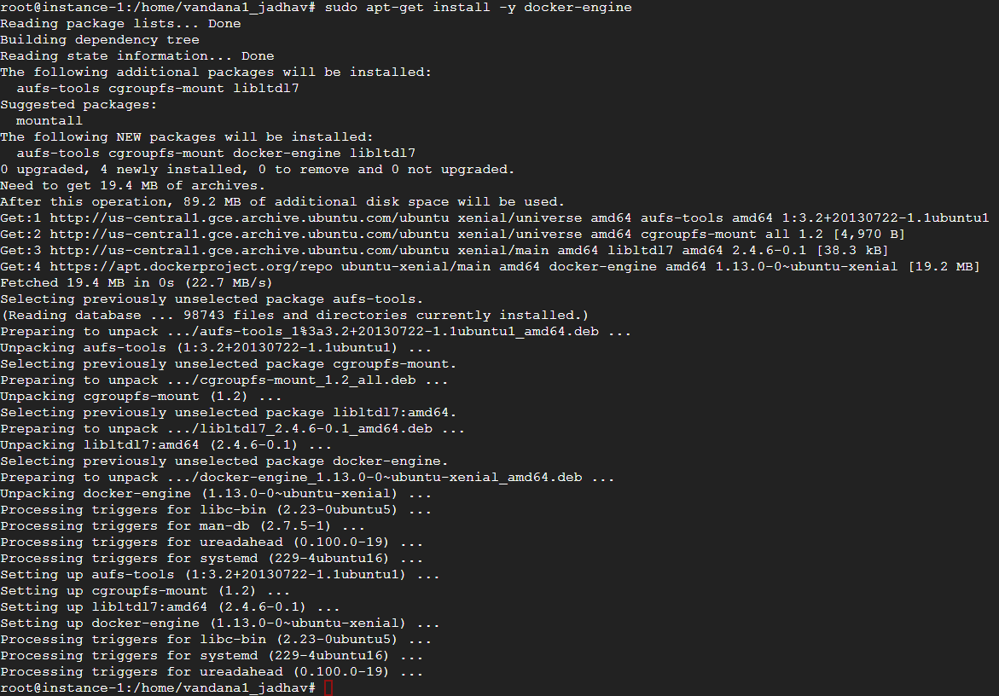 root@instance-1:/home/vandana1_jadhav# sudo apt-get install -y docker-engine
Reading package lists... Done
Building dependency tree
Reading state information... Done
The following additional packages will be installed:
  aufs-tools cgroupfs-mount libltdl7
Suggested packages:
  mountall
The following NEW packages will be installed:
  aufs-tools cgroupfs-mount docker-engine libltdl7
0 upgraded, 4 newly installed, 0 to remove and 0 not upgraded.
Need to get 19.4 MB of archives.
After this operation, 89.2 MB of additional disk space will be used.
Get:1 http://us-central1.gce.archive.ubuntu.com/ubuntu xenial/universe amd64 aufs-tools amd64 1:3.2+20130722-1.1ubuntu1
Get:2 http://us-central1.gce.archive.ubuntu.com/ubuntu xenial/universe amd64 cgroupfs-mount all 1.2 [4,970 B]
Get:3 http://us-central1.gce.archive.ubuntu.com/ubuntu xenial/main amd64 libltdl7 amd64 2.4.6-0.1 [38.3 kB]
Get:4 https://apt.dockerproject.org/repo ubuntu-xenial/main amd64 docker-engine amd64 1.13.0-0~ubuntu-xenial [19.2 MB]
Fetched 19.4 MB in 0s (22.7 MB/s)
Selecting previously unselected package aufs-tools.
(Reading database ... 98743 files and directories currently installed.)
Preparing to unpack .../aufs-tools_1%3a3.2+20130722-1.1ubuntu1_amd64.deb ...
Unpacking aufs-tools (1:3.2+20130722-1.1ubuntu1) ...
Selecting previously unselected package cgroupfs-mount.
Preparing to unpack .../cgroupfs-mount_1.2_all.deb ...
Unpacking cgroupfs-mount (1.2) ...
Selecting previously unselected package libltdl7:amd64.
Preparing to unpack .../libltdl7_2.4.6-0.1_amd64.deb ...
Unpacking libltdl7:amd64 (2.4.6-0.1) ...
Selecting previously unselected package docker-engine.
Preparing to unpack .../docker-engine_1.13.0-0~ubuntu-xenial_amd64.deb ...
Unpacking docker-engine (1.13.0-0~ubuntu-xenial) ...
Processing triggers for libc-bin (2.23-0ubuntu5) ...
Processing triggers for man-db (2.7.5-1) ...
Processing triggers for ureadahead (0.100.0-19) ...
Processing triggers for systemd (229-4ubuntu16) ...
Setting up aufs-tools (1:3.2+20130722-1.1ubuntu1) ...
Setting up cgroupfs-mount (1.2) ...
Setting up libltdl7:amd64 (2.4.6-0.1) ...
Setting up docker-engine (1.13.0-0~ubuntu-xenial) ...
Processing triggers for libc-bin (2.23-0ubuntu5) ...
Processing triggers for systemd (229-4ubuntu16) ...
Processing triggers for ureadahead (0.100.0-19) ...
root@instance-1:/home/vandana1_jadhav#